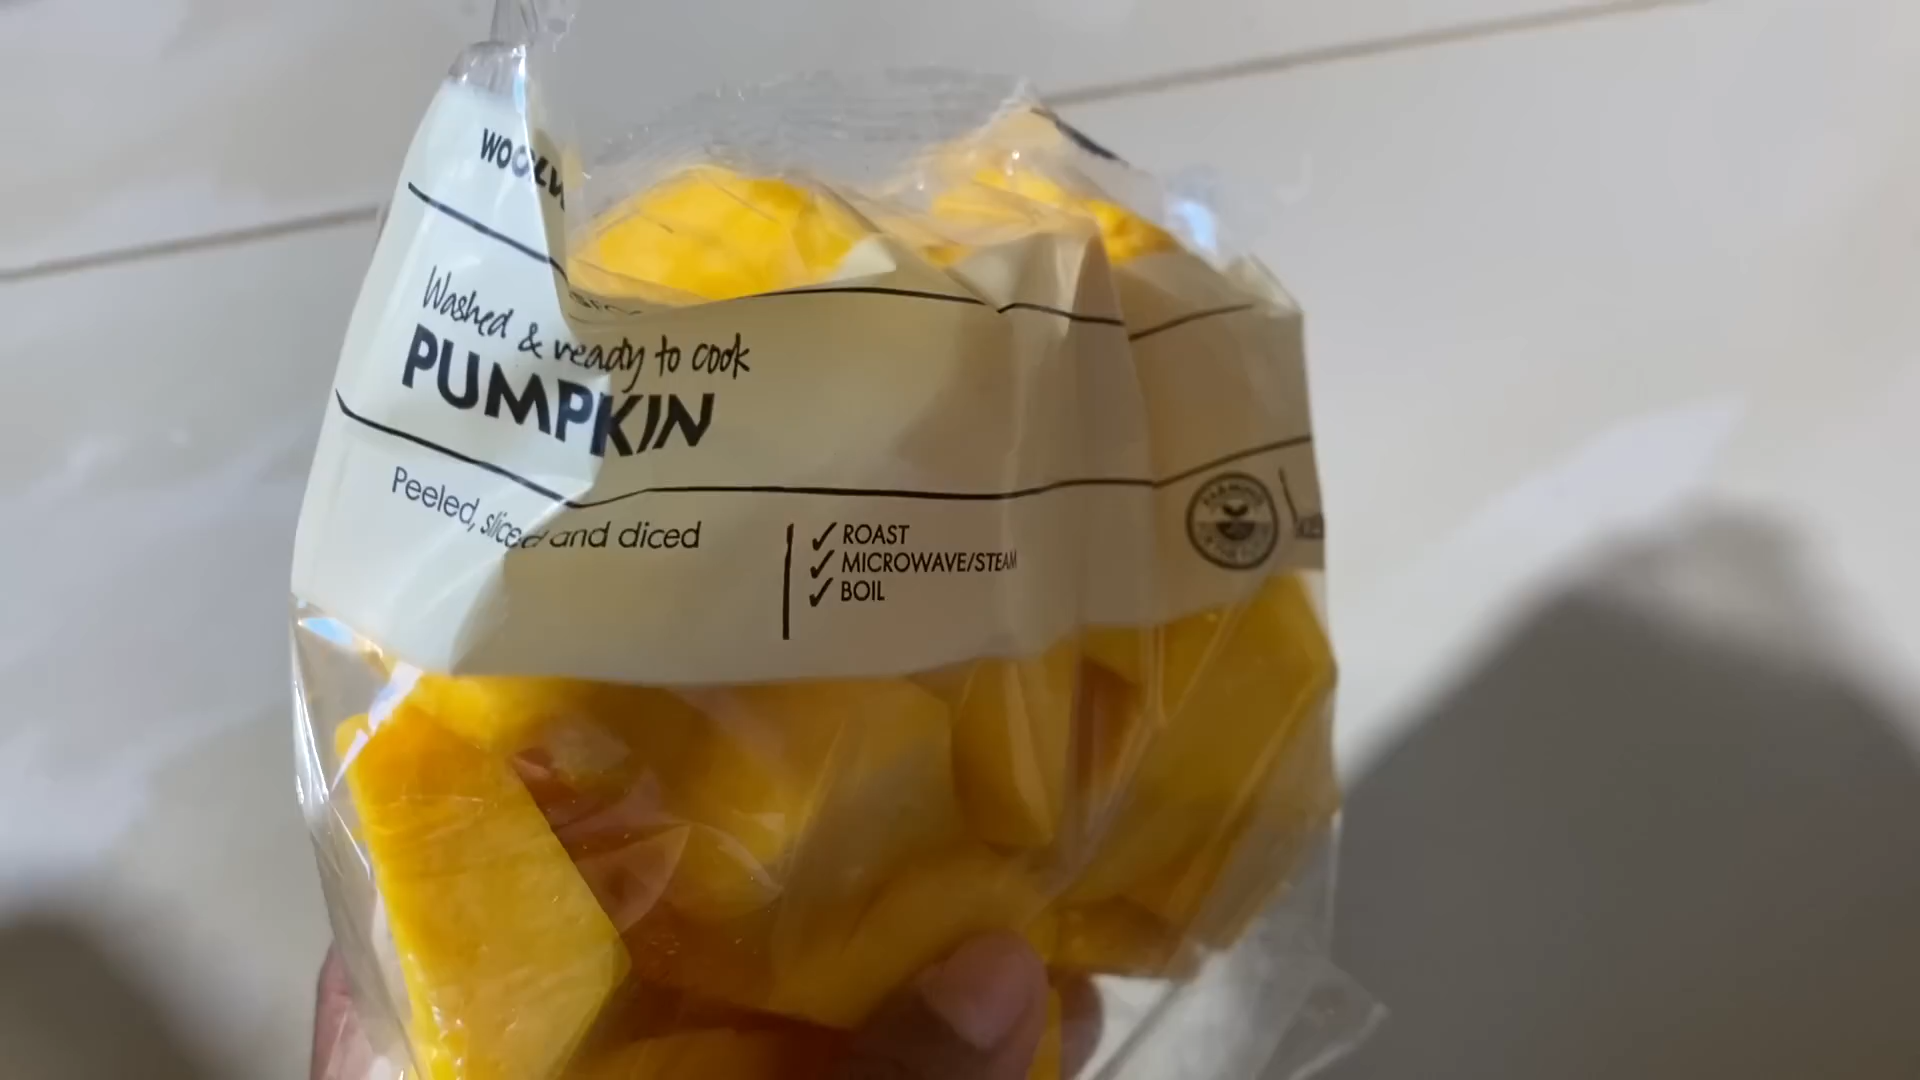 Washed & ready to cook
PUMPKIN
Peeled, sliced and diced
✓ ROAST
✓ MICROWAVE/STEAM
✓ BOIL